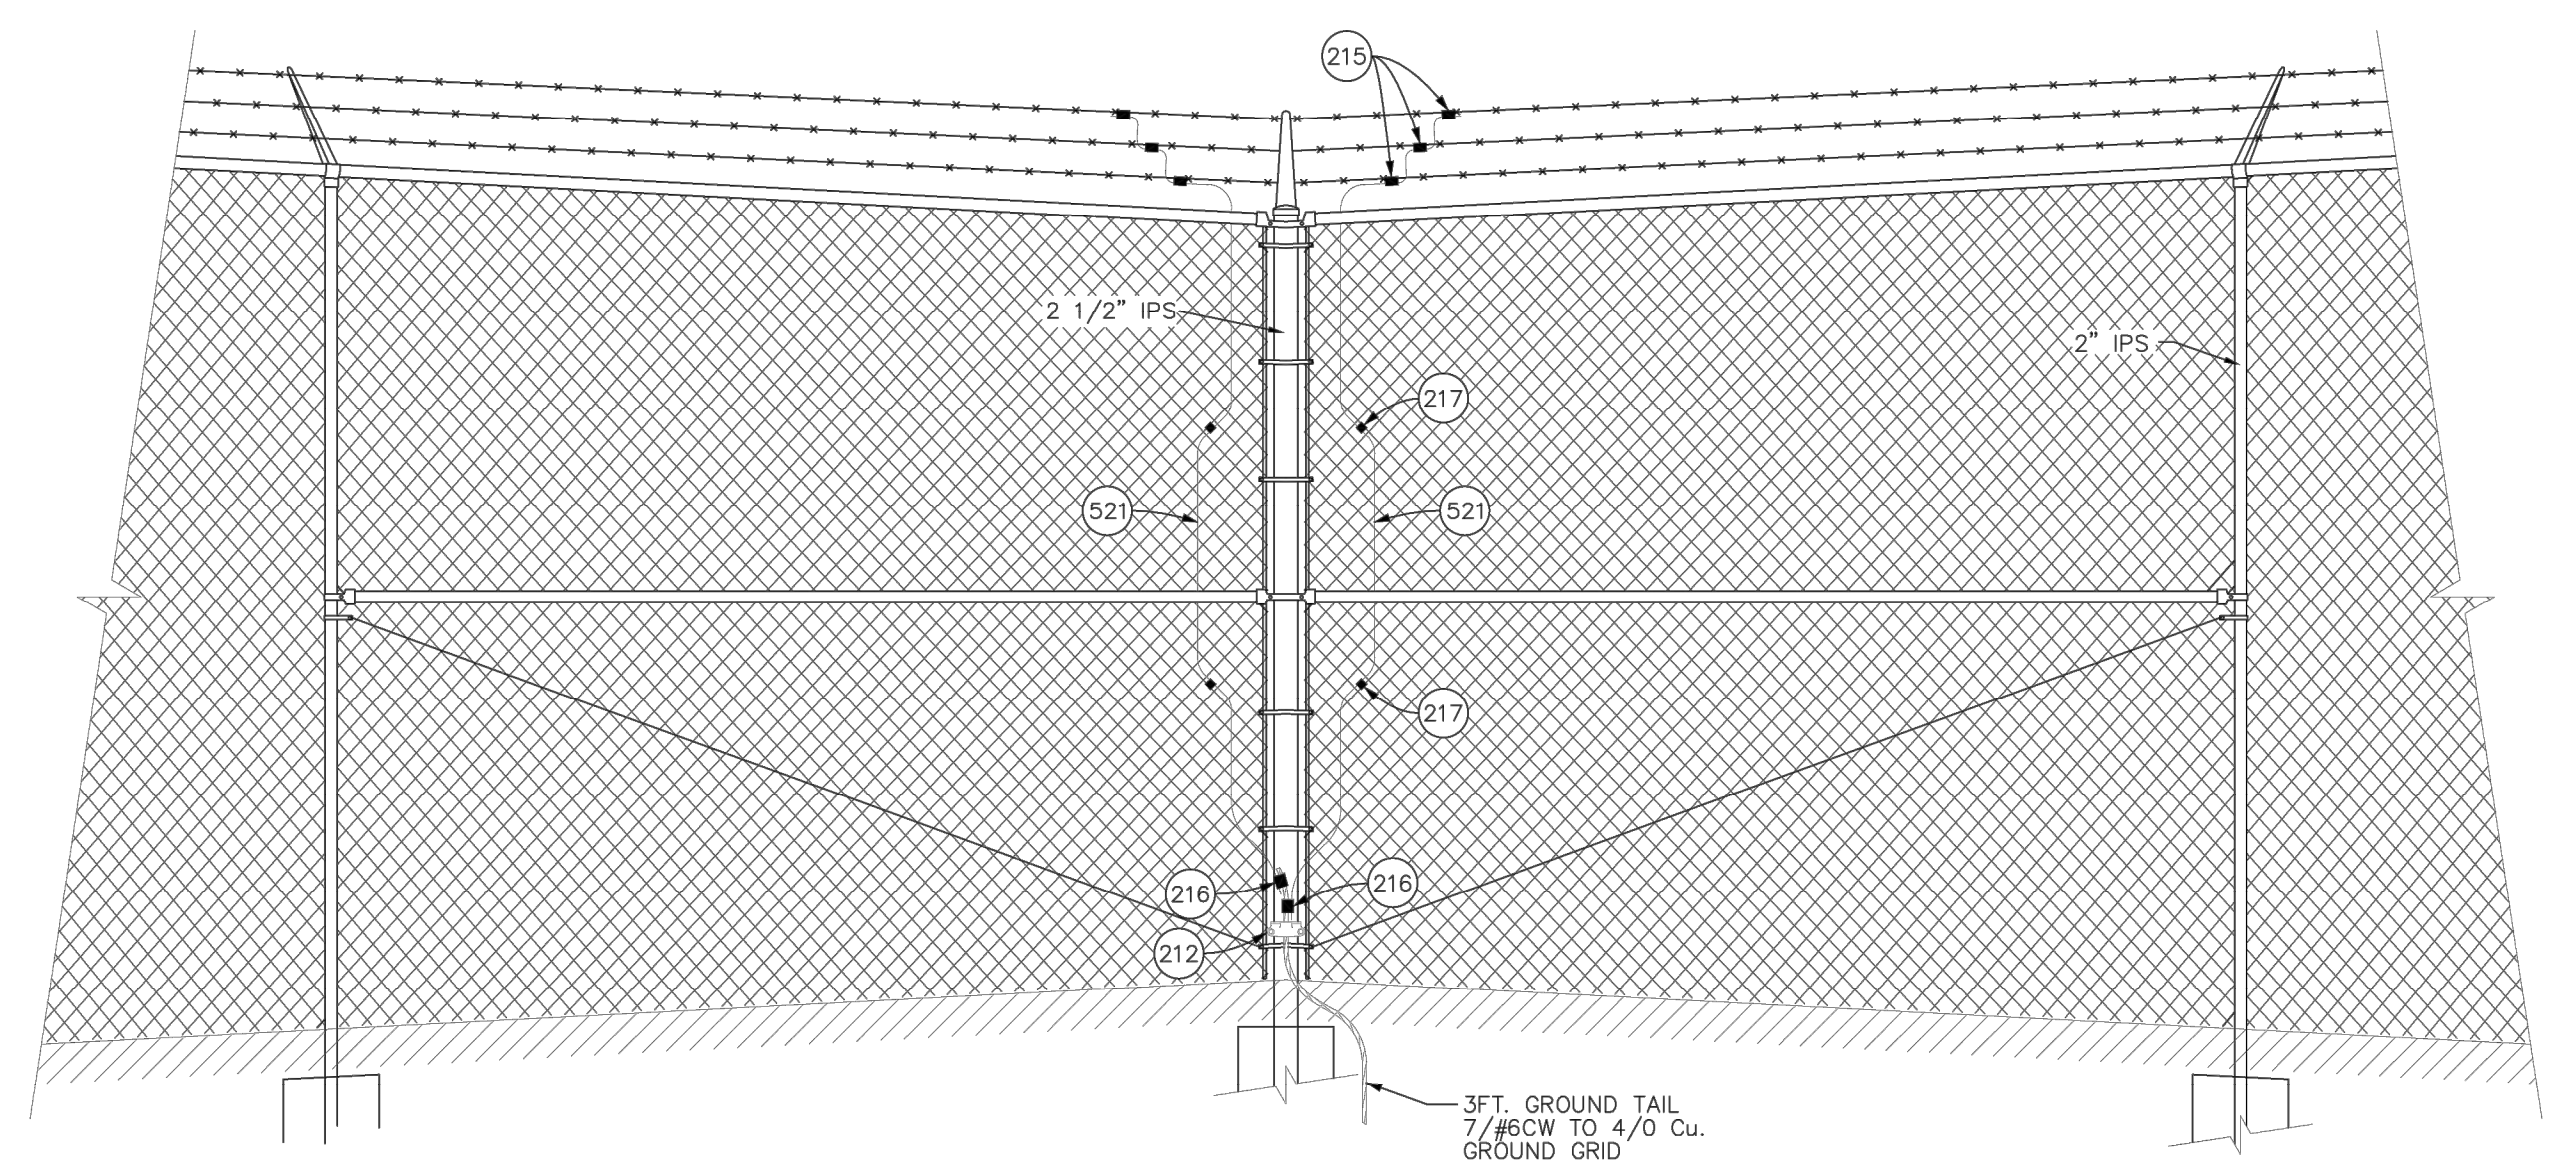 215
2 1/2” IPS
2” IPS
217
521
521
217
216
216
212
3FT. GROUND TAIL
7/#6CW TO 4/0 Cu.
GROUND GRID